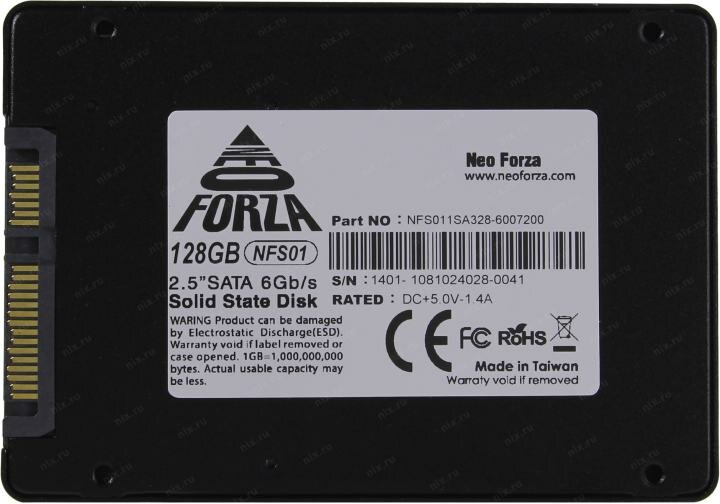 NEO
FORZA
128GB NFS01
2.5"SATA 6Gb/s
Solid State Disk
WARING Product can be damaged
by Electrostatic Discharge(ESD).
Warranty void if label removed or
case opened. 1GB=1,000,000,000
bytes. Actual usable capacity may
be less.
Neo Forza
www.neoforza.com
Part NO : NFS011SA328-6007200
S/N : 1401- 1081024028-0041
RATED : DC+5.0V-1.4A
CE FC RoHS
Made in Taiwan
Warraty void if removed
nix.ru